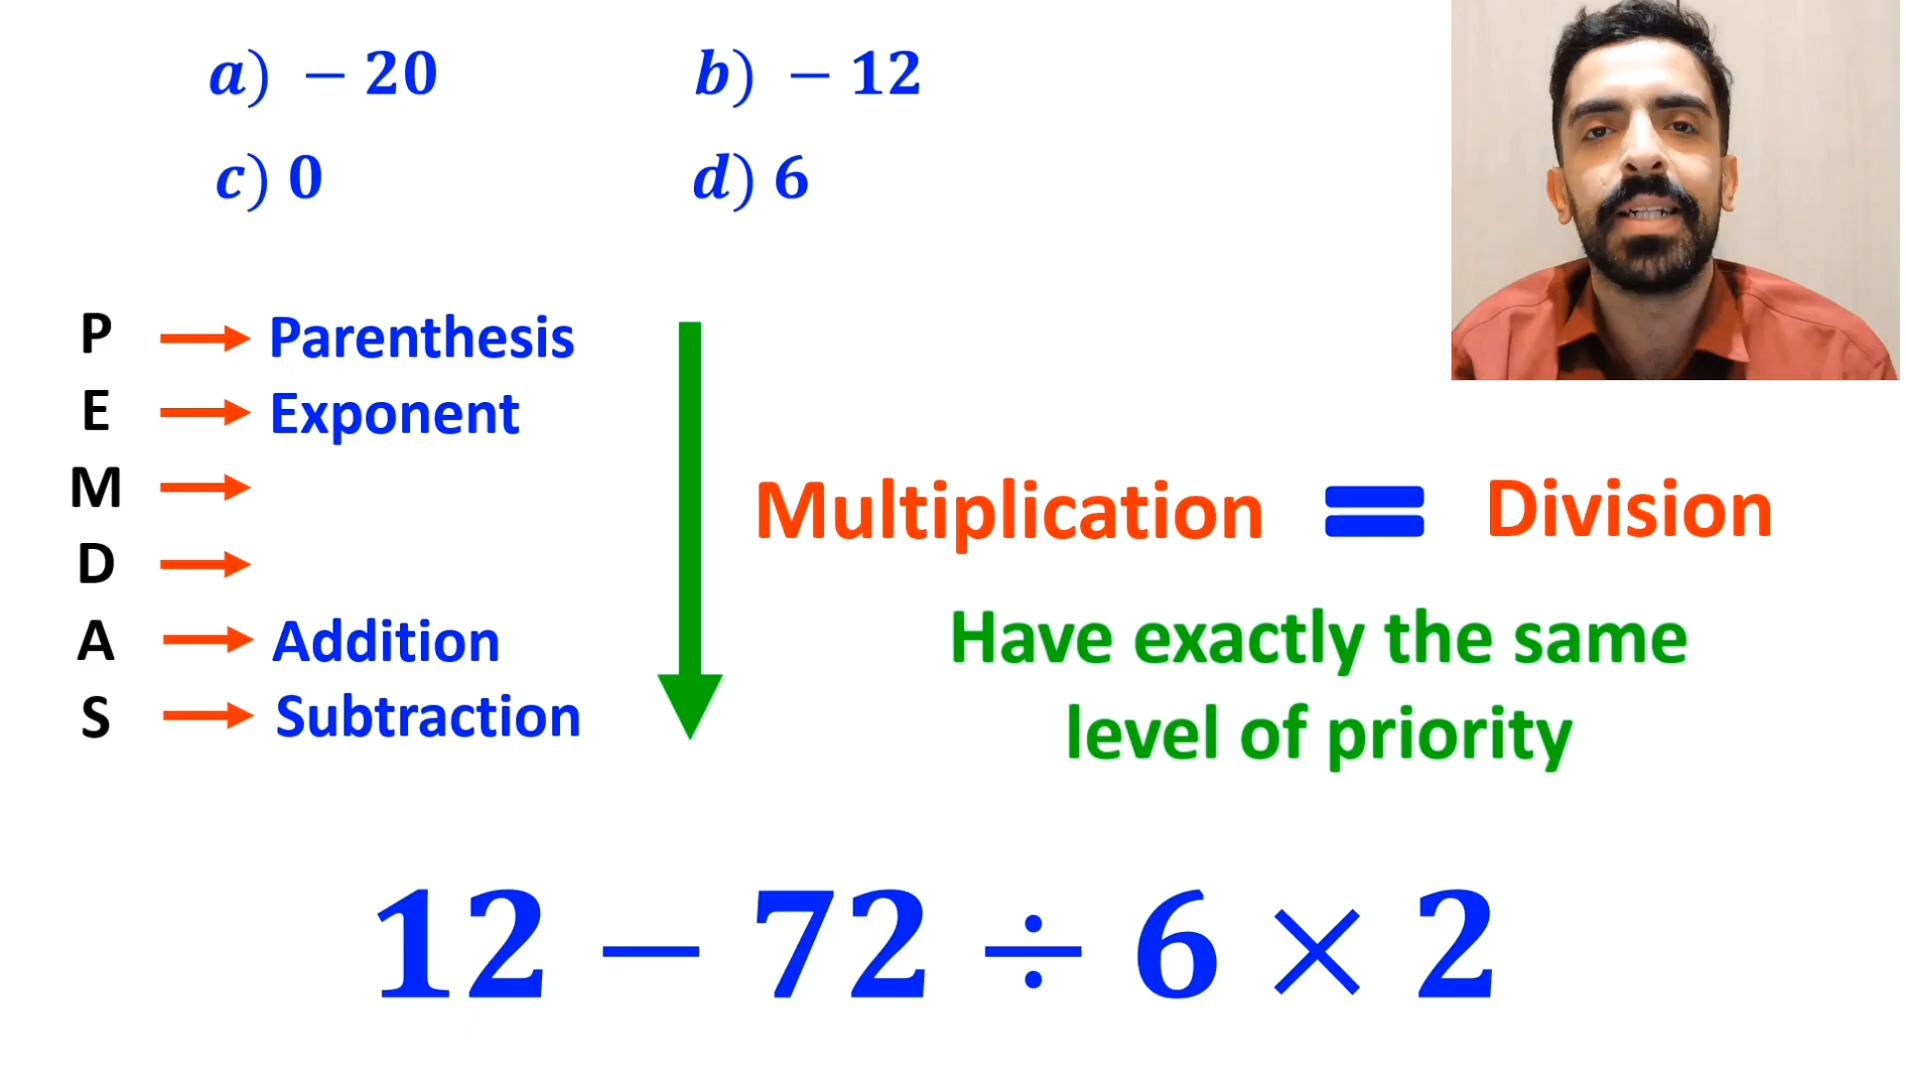 a) − 20
b) − 12
c) 0
d) 6
P → Parenthesis
E → Exponent
M →
D →
A → Addition
S → Subtraction
Multiplication = Division
Have exactly the same
level of priority
12 − 72 ÷ 6 × 2